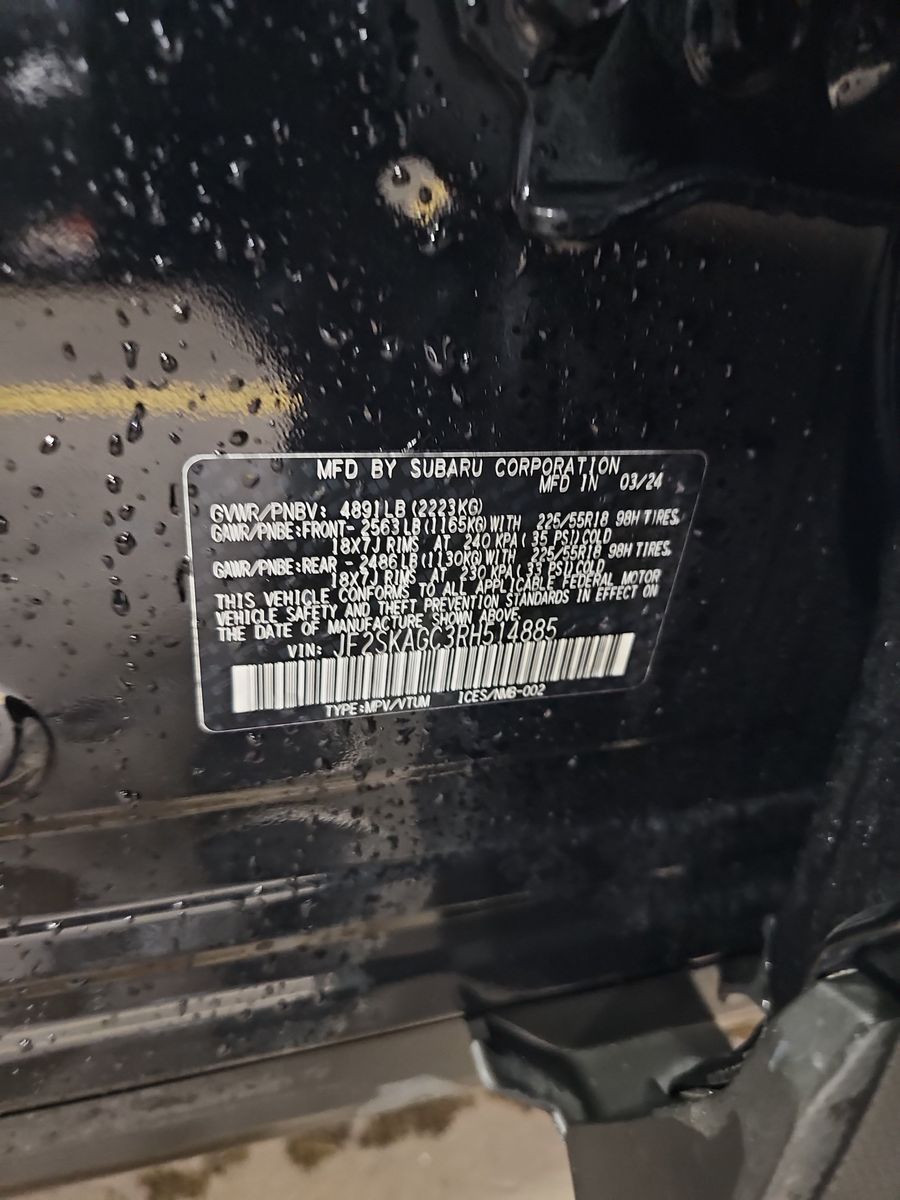 MFD BY SUBARU CORPORATION
MFD IN 03/24
GVWR/PNBV: 4891LB(2223KG)
GAWR/PNBE:FRONT- 2563LB(1165KG)WITH 225/55R18 98H TIRES,
18X7J RIMS AT 240 KPA( 35 PSI)COLD
GAWR/PNBE:REAR - 2486LB(1130KG)WITH 225/55R18 98H TIRES,
18X7J RIMS AT 230 KPA( 33 PSI)COLD
THIS VEHICLE CONFORMS TO ALL APPLICABLE FEDERAL MOTOR
VEHICLE SAFETY AND THEFT PREVENTION STANDARDS IN EFFECT ON
THE DATE OF MANUFACTURE SHOWN ABOVE.
VIN: JF2SKAGC3RH514885
TYPE:MPV/VTUM ICES/NMB-002